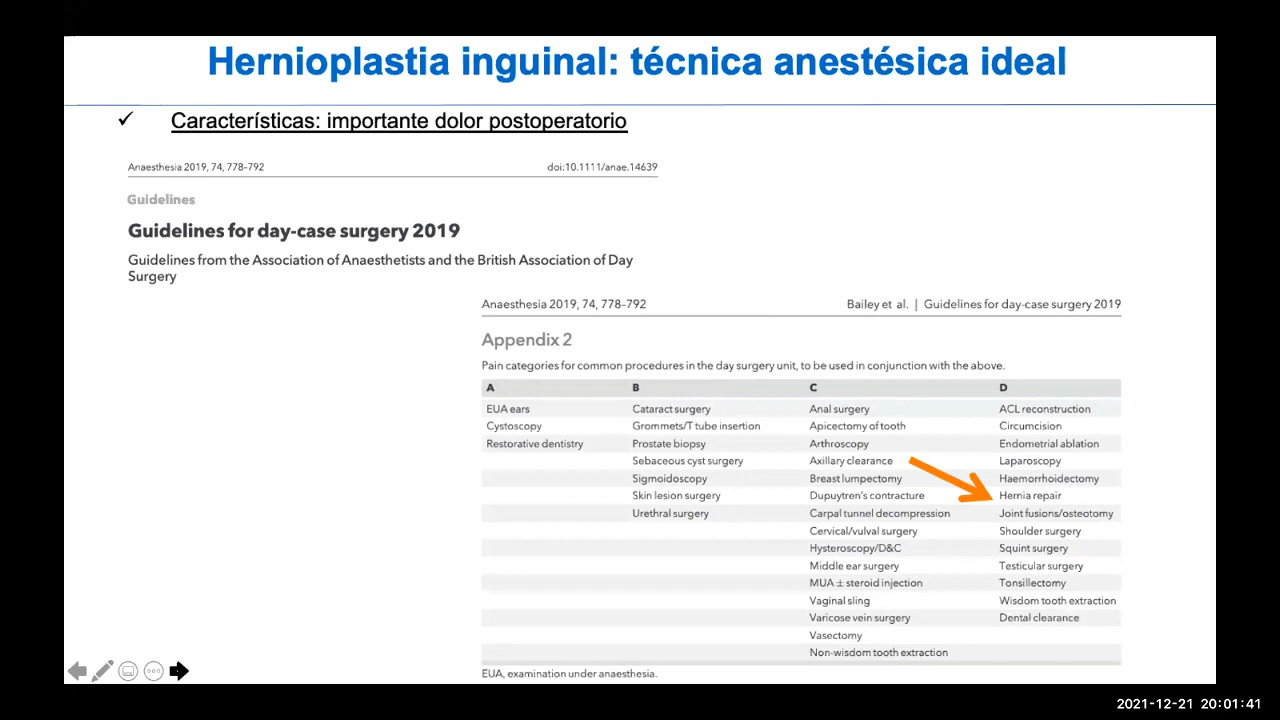 Hernioplastia inguinal: técnica anestésica ideal
✓ Características: importante dolor postoperatorio
Anaesthesia 2019, 74, 778–792 doi:10.1111/anae.14639
Guidelines
Guidelines for day-case surgery 2019
Guidelines from the Association of Anaesthetists and the British Association of Day
Surgery
Anaesthesia 2019, 74, 778–792 Bailey et al. | Guidelines for day-case surgery 2019
Appendix 2
Pain categories for common procedures in the day surgery unit, to be used in conjunction with the above.
A B C D
EUA ears Cataract surgery Anal surgery ACL reconstruction
Cystoscopy Grommets/T tube insertion Apicectomy of tooth Circumcision
Restorative dentistry Prostate biopsy Arthroscopy Endometrial ablation
Sebaceous cyst surgery Axillary clearance Laparoscopy
Sigmoidoscopy Breast lumpectomy Haemorrhoidectomy
Skin lesion surgery Dupuytren's contracture Hernia repair
Urethral surgery Carpal tunnel decompression Joint fusions/osteotomy
Cervical/vulval surgery Shoulder surgery
Hysteroscopy/D&C Squint surgery
Middle ear surgery Testicular surgery
MUA ± steroid injection Tonsillectomy
Vaginal sling Wisdom tooth extraction
Varicose vein surgery Dental clearance
Vasectomy
Non-wisdom tooth extraction
EUA, examination under anaesthesia.
2021-12-21 20:01:41